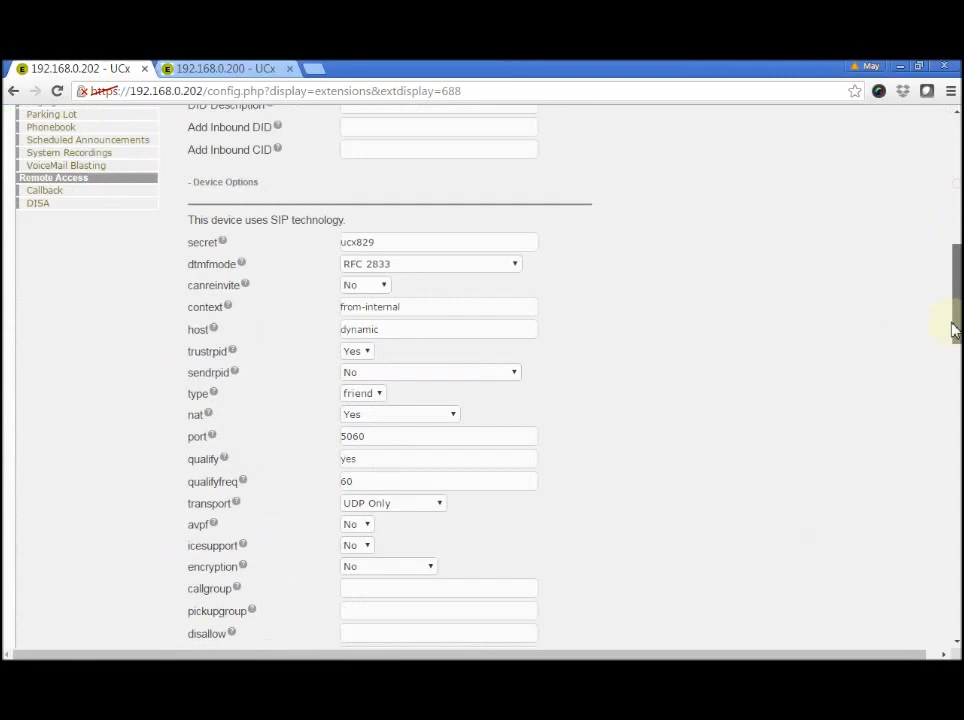 192.168.0.202 - UCx
192.168.0.200 - UCx
May
https://192.168.0.202/config.php?display=extensions&extdisplay=688
Parking Lot
Phonebook
Scheduled Announcements
System Recordings
VoiceMail Blasting
Remote Access
Callback
DISA
DID Description
Add Inbound DID
Add Inbound CID
- Device Options
This device uses SIP technology.
secret ucx829
dtmfmode RFC 2833
canreinvite No
context from-internal
host dynamic
trustrpid Yes
sendrpid No
type friend
nat Yes
port 5060
qualify yes
qualifyfreq 60
transport UDP Only
avpf No
icesupport No
encryption No
callgroup
pickupgroup
disallow